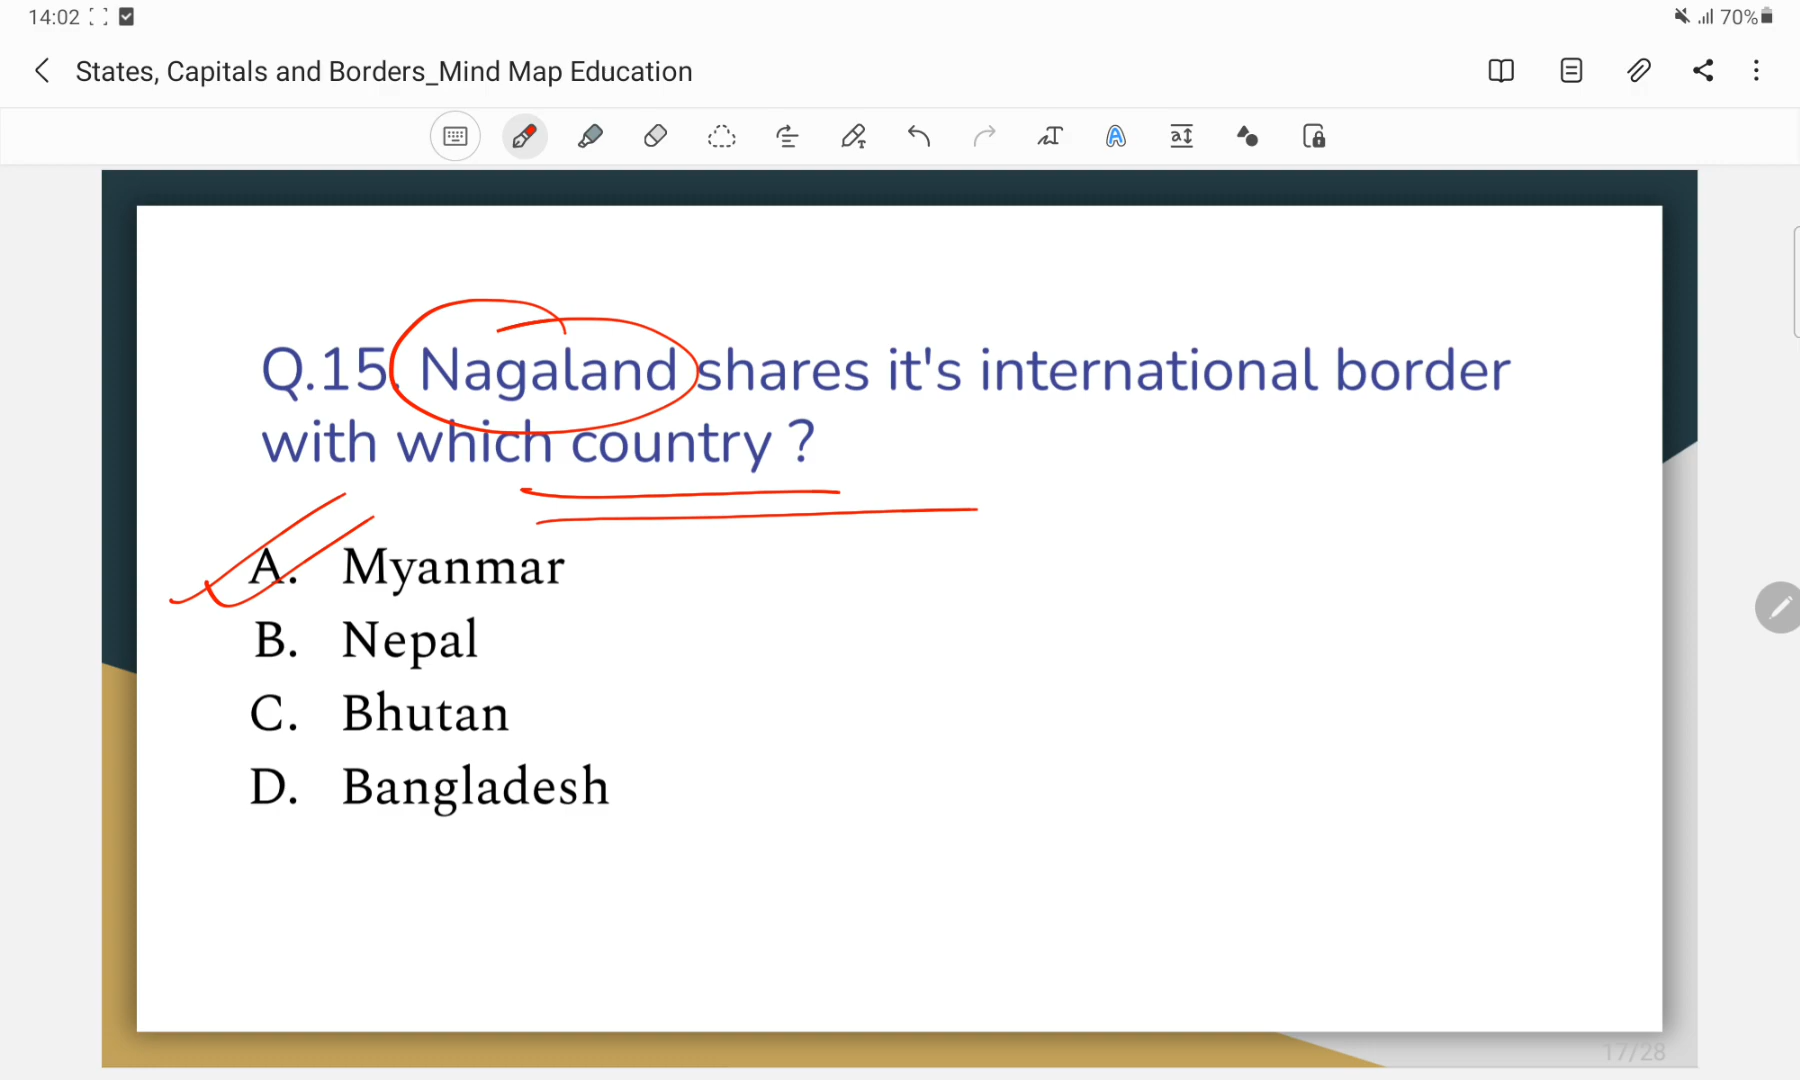 14:02
70%
States, Capitals and Borders_Mind Map Education
Q.15. Nagaland shares it's international border
with which country ?
A. Myanmar
B. Nepal
C. Bhutan
D. Bangladesh
17/28